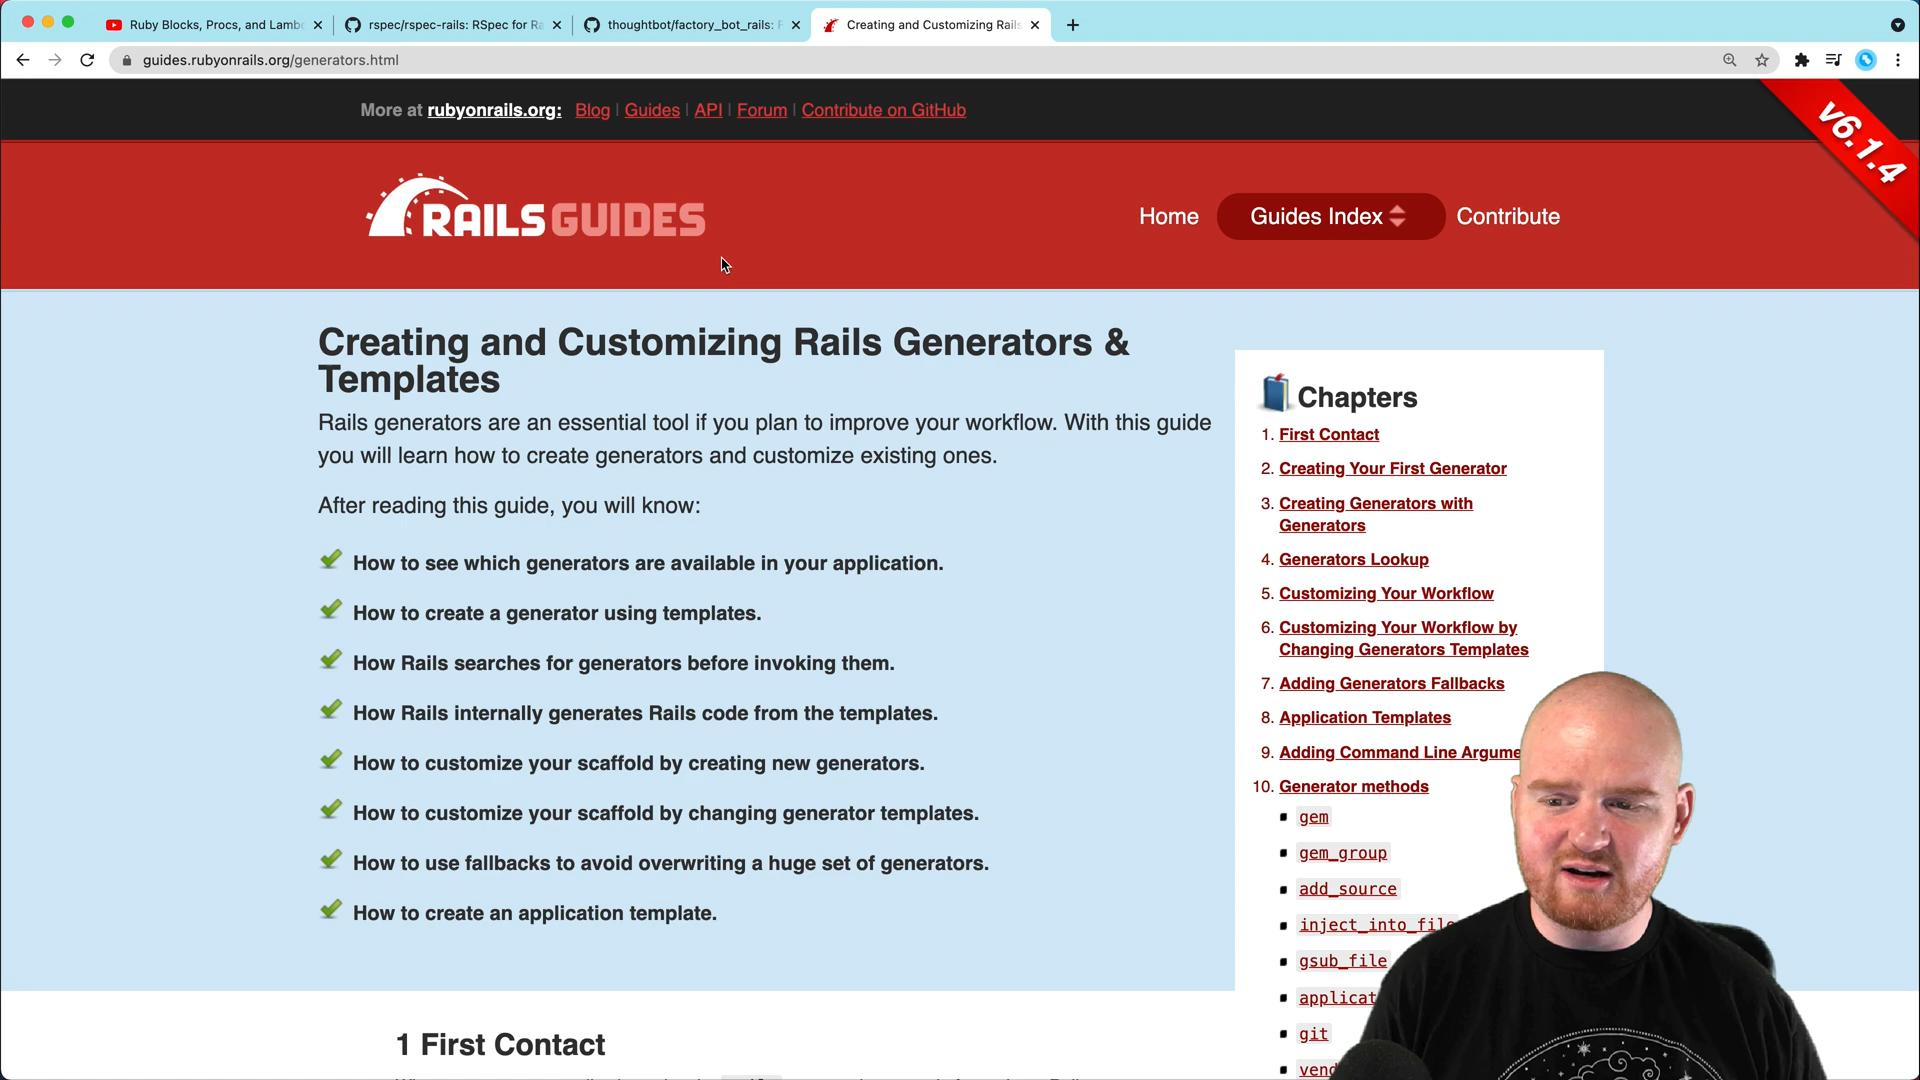 Ruby Blocks, Procs, and Lamb
rspec/rspec-rails: RSpec for Ra
thoughtbot/factory_bot_rails: F
Creating and Customizing Rails
guides.rubyonrails.org/generators.html
More at rubyonrails.org: Blog | Guides | API | Forum | Contribute on GitHub
v6.1.4
RAILS GUIDES
Home
Guides Index
Contribute
Creating and Customizing Rails Generators &
Templates
Rails generators are an essential tool if you plan to improve your workflow. With this guide
you will learn how to create generators and customize existing ones.
After reading this guide, you will know:
How to see which generators are available in your application.
How to create a generator using templates.
How Rails searches for generators before invoking them.
How Rails internally generates Rails code from the templates.
How to customize your scaffold by creating new generators.
How to customize your scaffold by changing generator templates.
How to use fallbacks to avoid overwriting a huge set of generators.
How to create an application template.
Chapters
1. First Contact
2. Creating Your First Generator
3. Creating Generators with
Generators
4. Generators Lookup
5. Customizing Your Workflow
6. Customizing Your Workflow by
Changing Generators Templates
7. Adding Generators Fallbacks
8. Application Templates
9. Adding Command Line Argume
10. Generator methods
gem
gem_group
add_source
inject_into_file
gsub_file
applicat
git
vend
1 First Contact